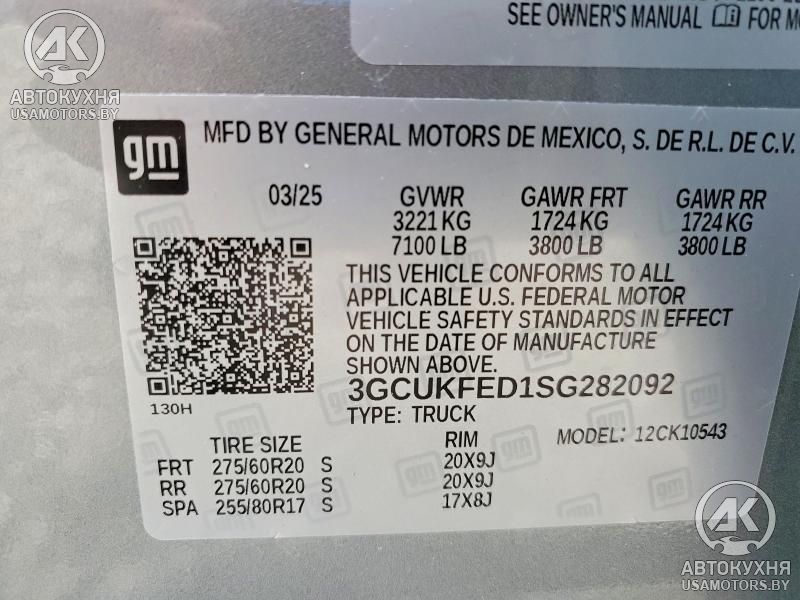 SEE OWNER'S MANUAL
FOR
АВТОКУХНЯ
USAMOTORS.BY
gm
MFD BY GENERAL MOTORS DE MEXICO, S. DE R.L. DE C.V.
03/25 GVWR GAWR FRT GAWR RR
3221 KG 1724 KG 1724 KG
7100 LB 3800 LB 3800 LB
THIS VEHICLE CONFORMS TO ALL
APPLICABLE U.S. FEDERAL MOTOR
VEHICLE SAFETY STANDARDS IN EFFECT
ON THE DATE OF MANUFACTURE
SHOWN ABOVE.
3GCUKFED1SG282092
130H
TYPE: TRUCK
MODEL: 12CK10543
TIRE SIZE RIM
FRT 275/60R20 S 20X9J
RR 275/60R20 S 20X9J
SPA 255/80R17 S 17X8J
АВТОКУХНЯ
USAMOTORS.BY